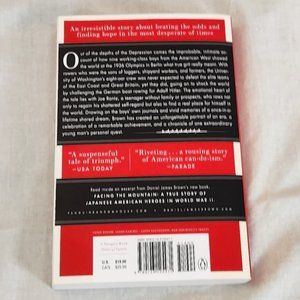 An irresistible story about beating the odds and
finding hope in the most desperate of times
Out of the depths of the Depression comes the improbable, intimate ac-
count of how nine working-class boys from the American West showed
the world at the 1936 Olympics in Berlin what true grit really meant. With
rowers who were the sons of loggers, shipyard workers, and farmers, the Univer-
sity of Washington's eight-oar crew was never expected to defeat the elite teams
of the East Coast and Great Britain, yet they did, going on to shock the world
by challenging the German boat rowing for Adolf Hitler. The emotional heart of
the tale lies with Joe Rantz, a teenager without family or prospects, who rows not
only to regain his shattered self-regard but also to find a real place for himself in
the world. Drawing on the boys' own journals and vivid memories of a once-in-a-
lifetime shared dream, Brown has created an unforgettable portrait of an era, a
celebration of a remarkable achievement, and a chronicle of one extraordinary
young man's personal quest.
"A suspenseful
tale of triumph."
—USA TODAY
"Riveting . . . a rousing story
of American can-do-ism."
—PARADE
Read inside an excerpt from Daniel James Brown's new book,
FACING THE MOUNTAIN: A TRUE STORY OF
JAPANESE AMERICAN HEROES IN WORLD WAR II.
PENGUINRANDOMHOUSE.COM • DANIELJAMESBROWN.COM
A Penguin Book
U.S.
CAN.